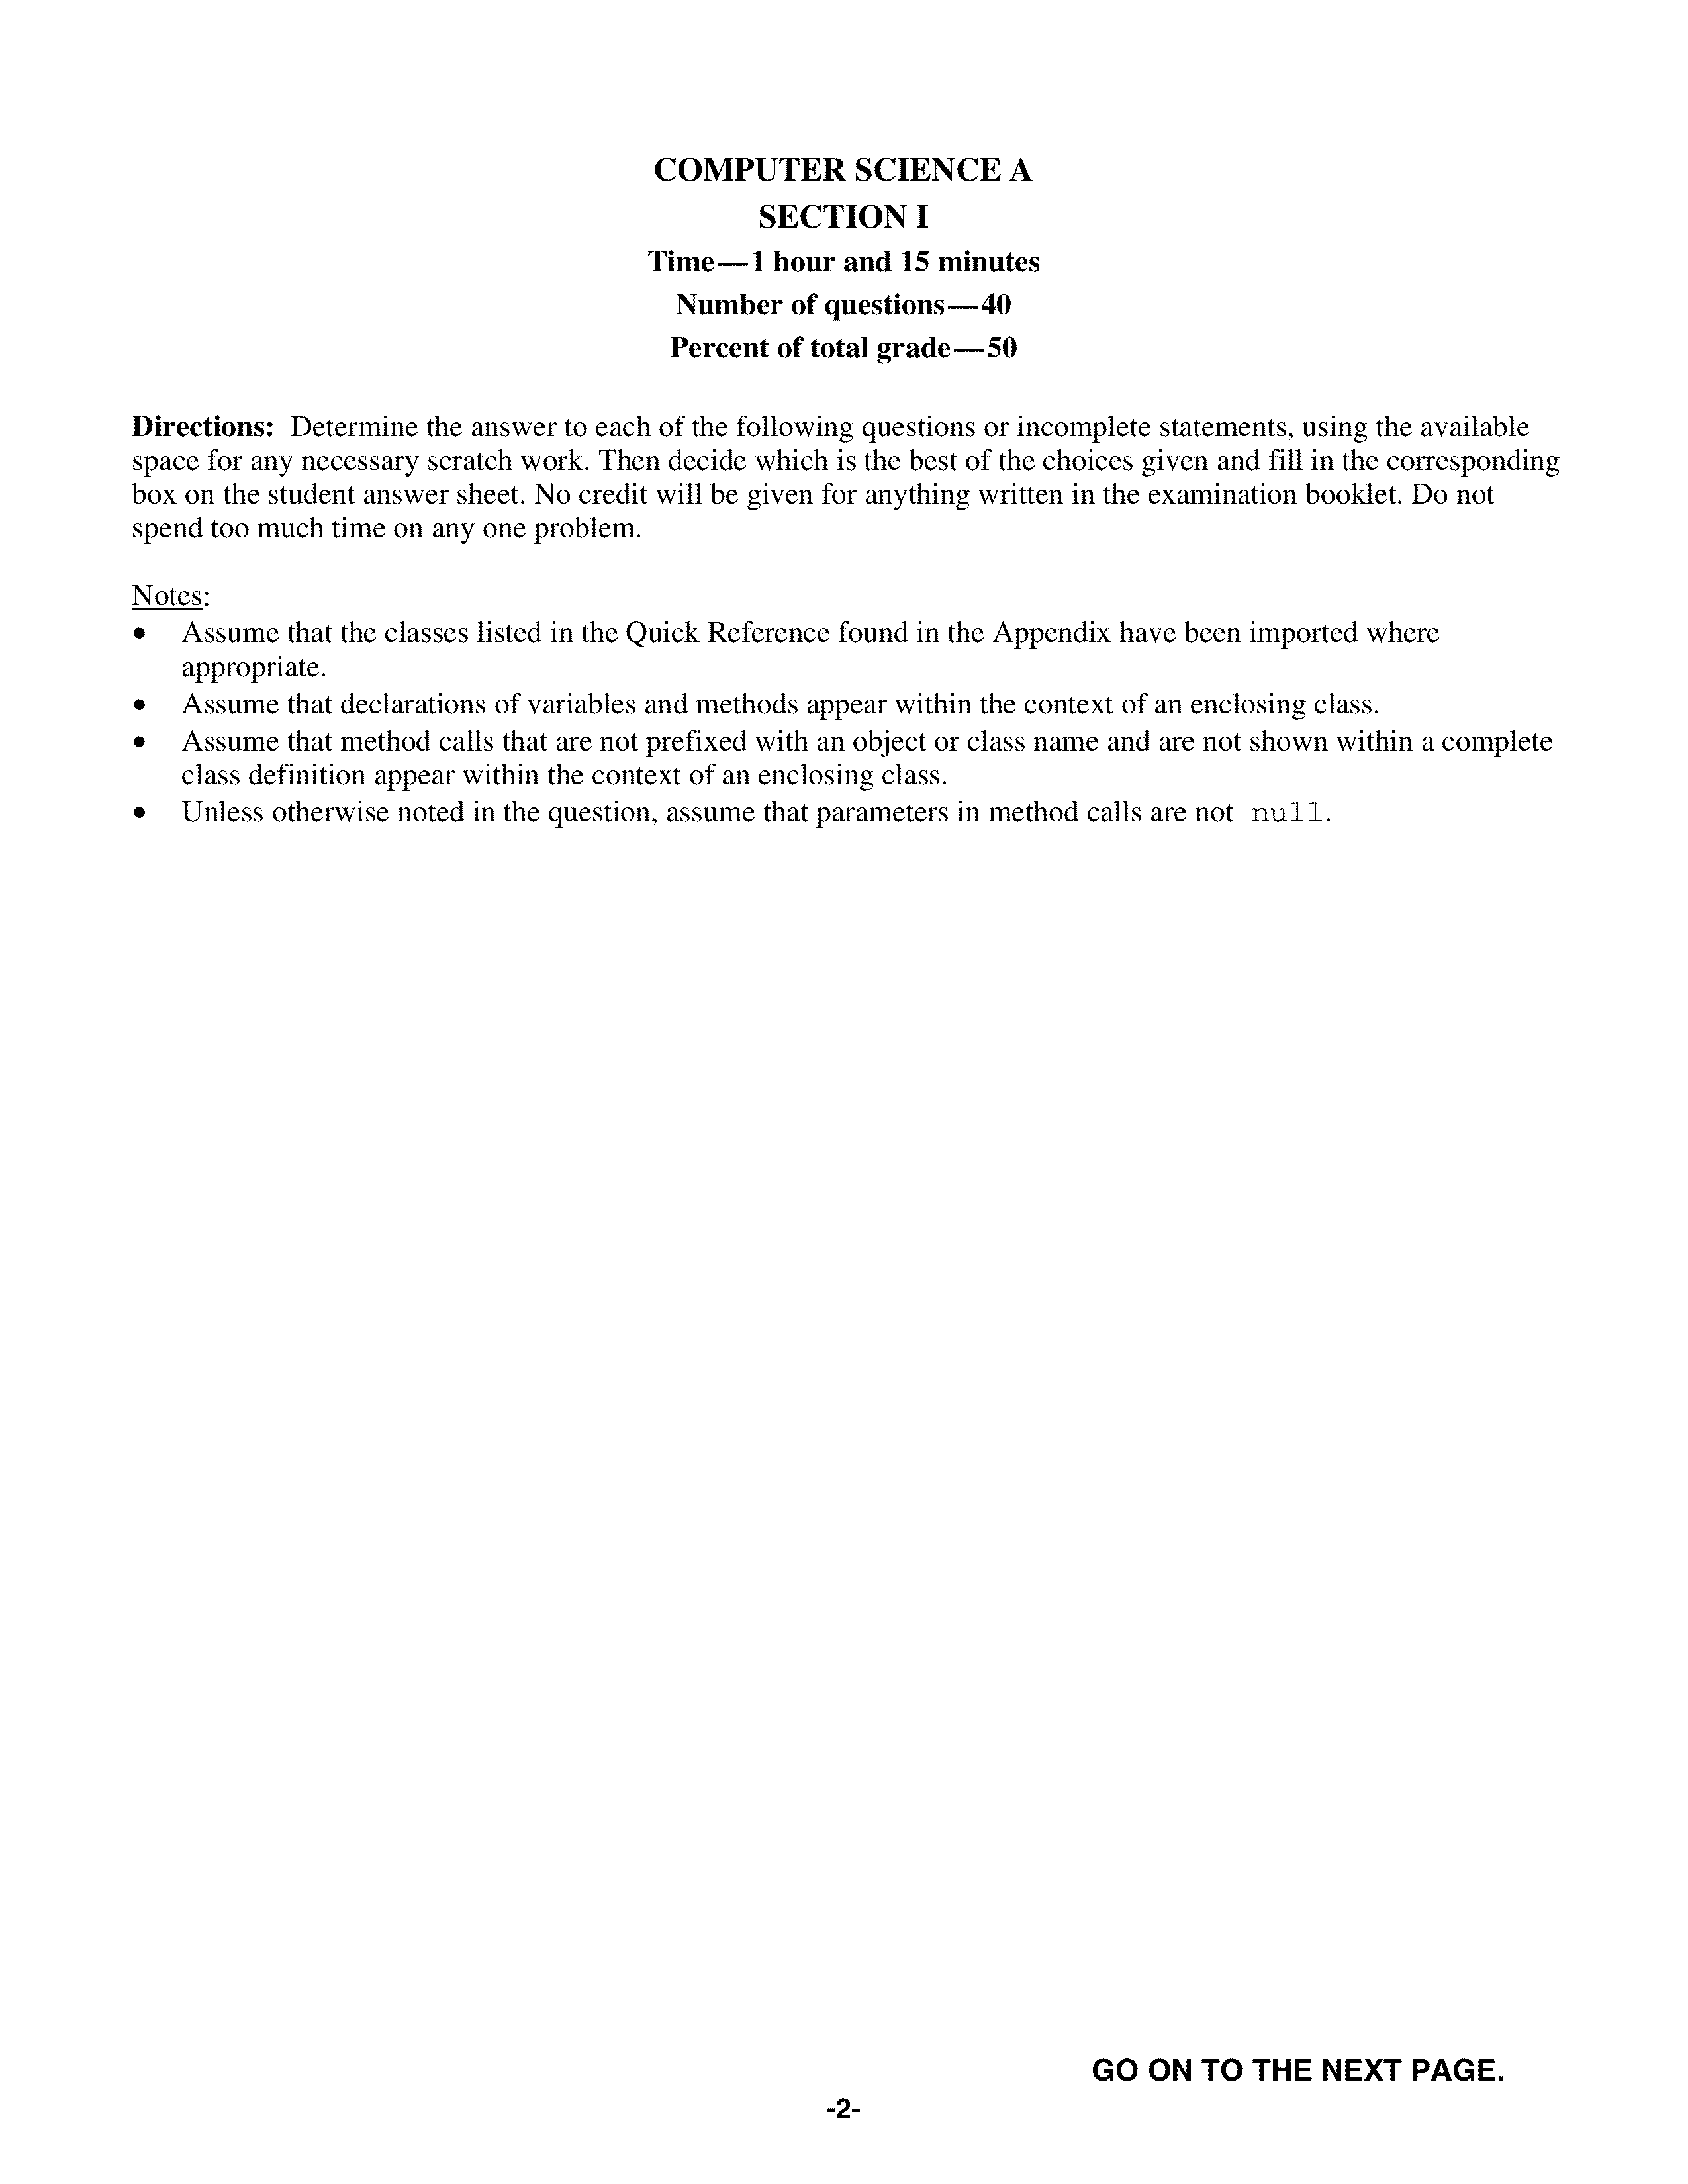 COMPUTER SCIENCE A
SECTION I
Time—1 hour and 15 minutes
Number of questions—40
Percent of total grade—50
Directions: Determine the answer to each of the following questions or incomplete statements, using the available
space for any necessary scratch work. Then decide which is the best of the choices given and fill in the corresponding
box on the student answer sheet. No credit will be given for anything written in the examination booklet. Do not
spend too much time on any one problem.
Notes:
• Assume that the classes listed in the Quick Reference found in the Appendix have been imported where
appropriate.
• Assume that declarations of variables and methods appear within the context of an enclosing class.
• Assume that method calls that are not prefixed with an object or class name and are not shown within a complete
class definition appear within the context of an enclosing class.
• Unless otherwise noted in the question, assume that parameters in method calls are not null.
GO ON TO THE NEXT PAGE.
-2-